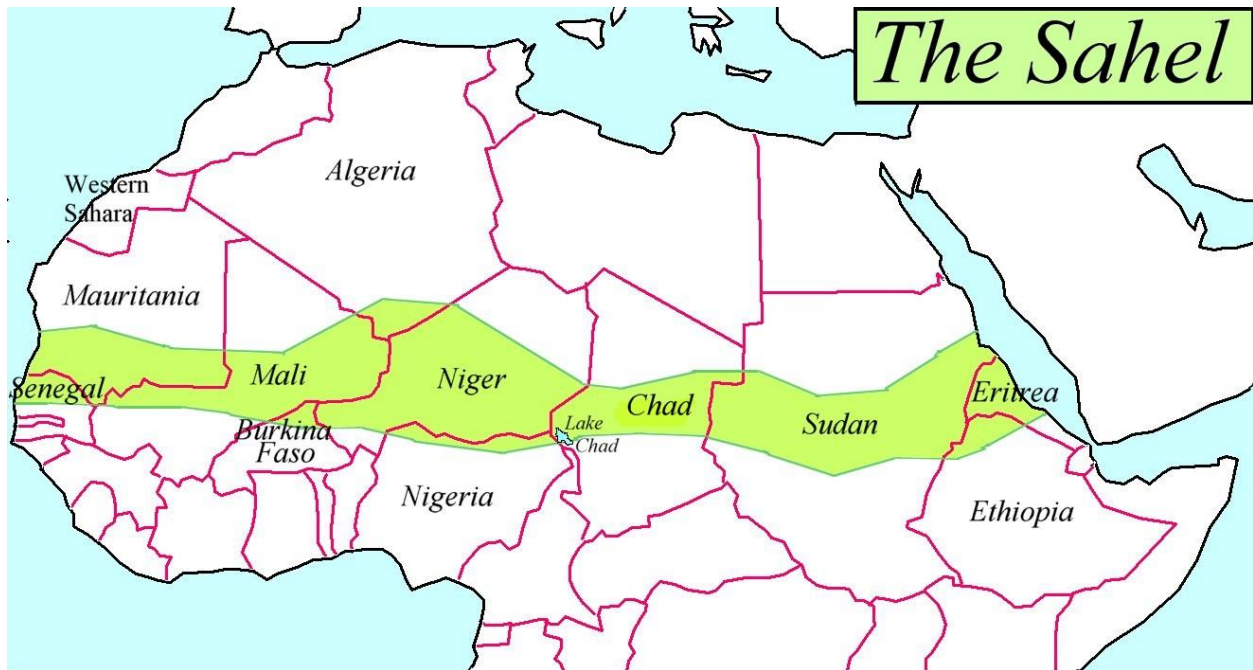 The Sahel
Algeria
Western
Sahara
Mauritania
Senegal
Mali
Niger
Chad
Sudan
Eritrea
Burkina
Faso
Lake
Chad
Nigeria
Ethiopia